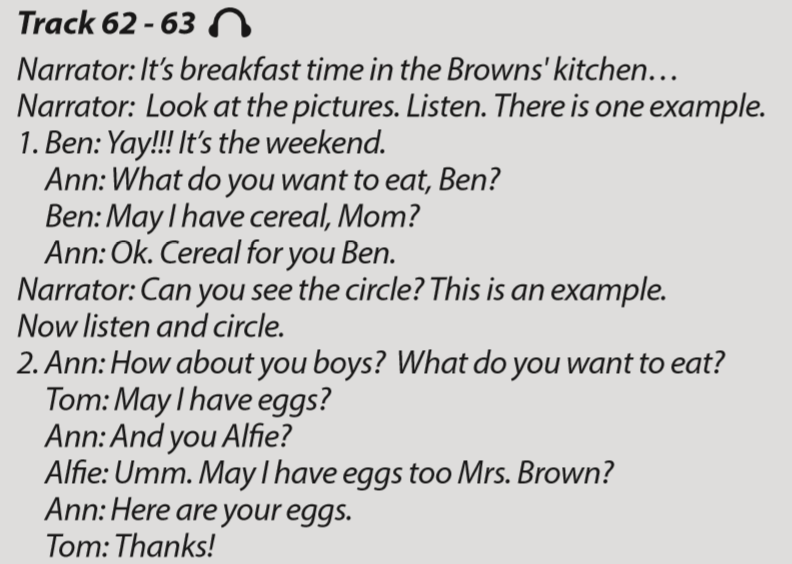 Track 62 - 63
Narrator: It's breakfast time in the Browns' kitchen…
Narrator:  Look at the pictures. Listen. There is one example.
1. Ben: Yay!!! It's the weekend.
Ann: What do you want to eat, Ben?
Ben: May I have cereal, Mom?
Ann: Ok. Cereal for you Ben.
Narrator: Can you see the circle? This is an example.
Now listen and circle.
2. Ann: How about you boys?  What do you want to eat?
Tom: May I have eggs?
Ann: And you Alfie?
Alfie: Umm. May I have eggs too Mrs. Brown?
Ann: Here are your eggs.
Tom: Thanks!